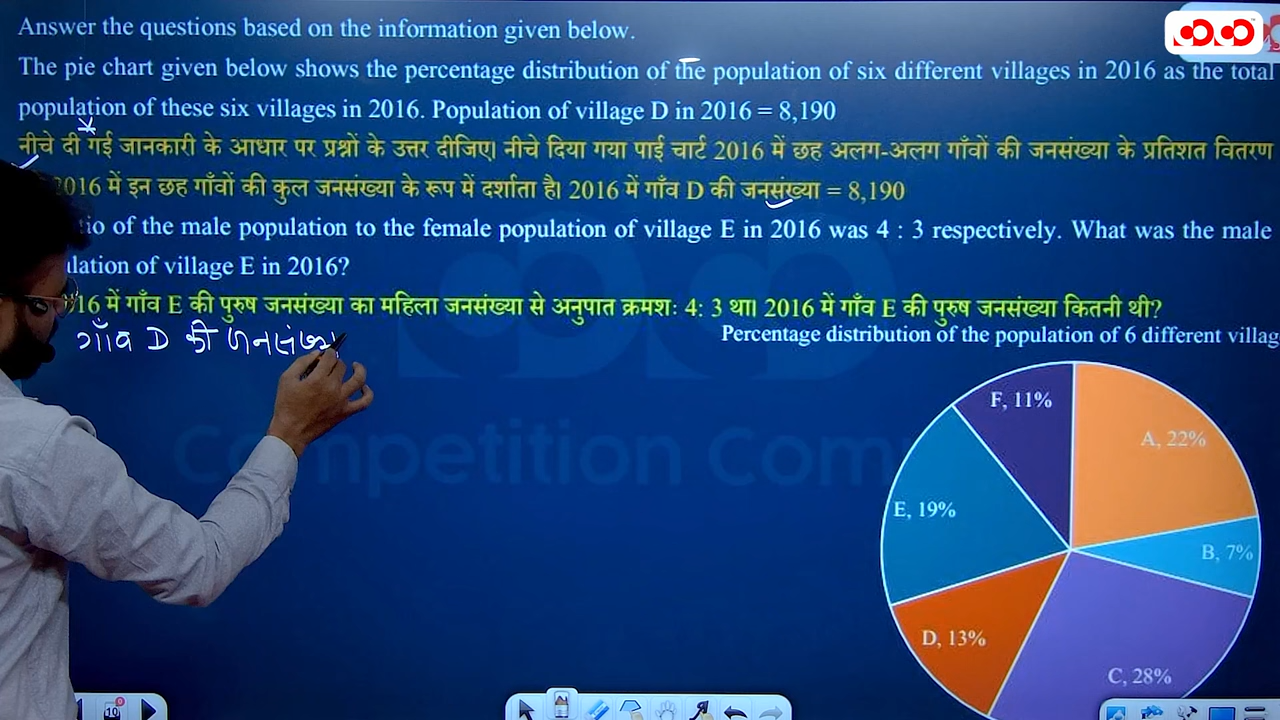 Answer the questions based on the information given below.
The pie chart given below shows the percentage distribution of the population of six different villages in 2016 as the total
population of these six villages in 2016. Population of village D in 2016 = 8,190
नीचे दी गई जानकारी के आधार पर प्रश्नों के उत्तर दीजिए। नीचे दिया गया पाई चार्ट 2016 में छह अलग-अलग गाँवों की जनसंख्या के प्रतिशत वितरण
2016 में इन छह गाँवों की कुल जनसंख्या के रूप में दर्शाता है। 2016 में गाँव D की जनसंख्या = 8,190
of the male population to the female population of village E in 2016 was 4 : 3 respectively. What was the male
of village E in 2016?
में गाँव E की पुरुष जनसंख्या का महिला जनसंख्या से अनुपात क्रमशः 4: 3 था। 2016 में गाँव E की पुरुष जनसंख्या कितनी थी?
गाँव D की
Percentage distribution of the population of 6 different
F, 11%
A, 22%
E, 19%
B, 7%
D, 13%
C, 28%
Competition
10